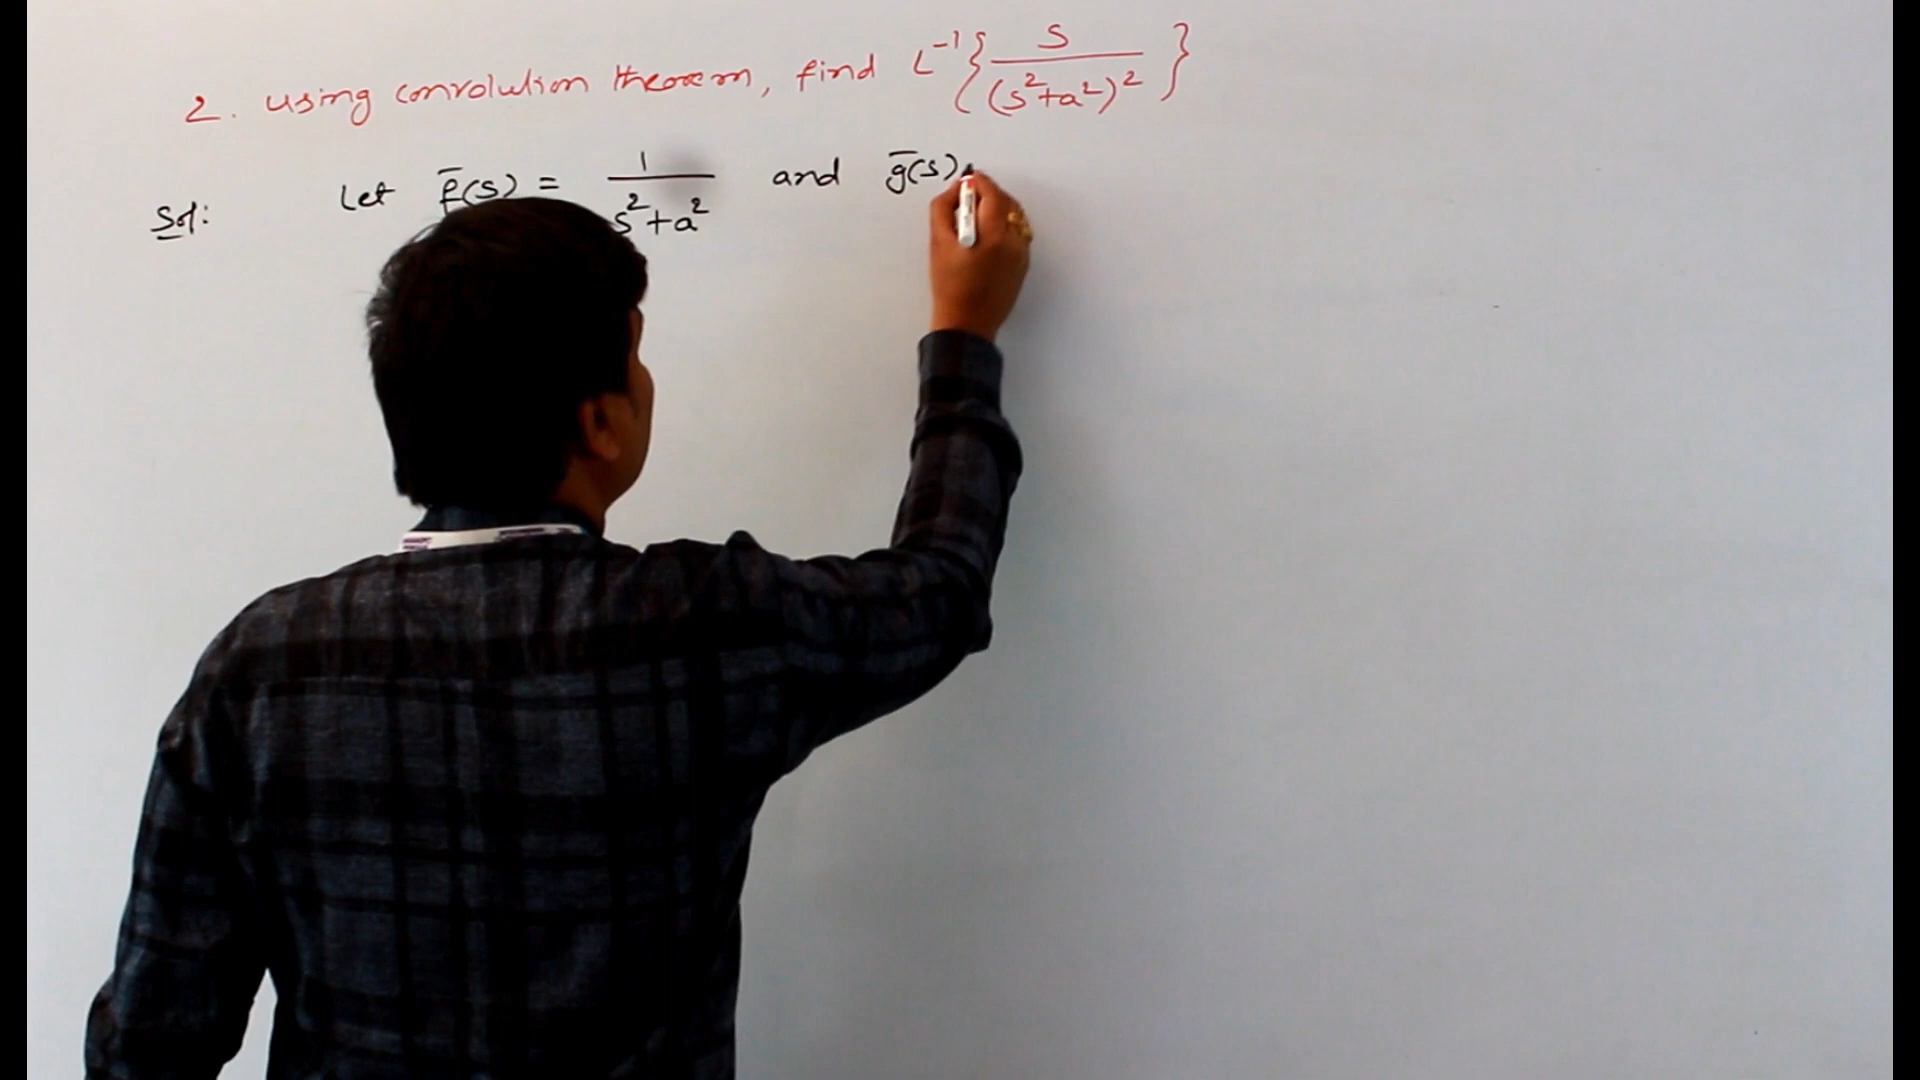 2. using convolution theorem, find L⁻¹{s/(s²+a²)²}
Sol: Let f̄(s) = 1/(s²+a²) and ḡ(s)